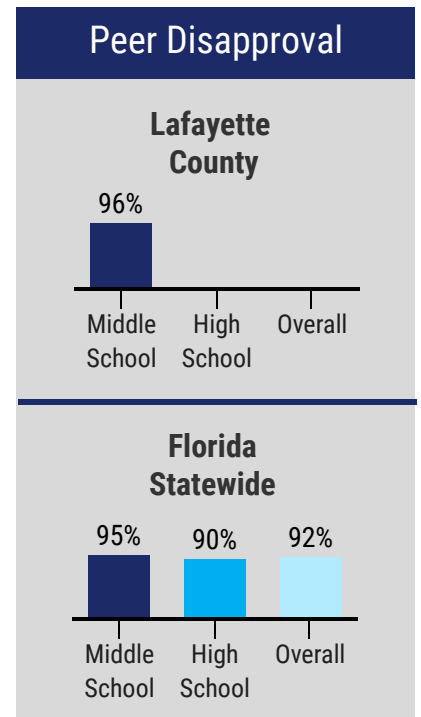 Peer Disapproval
Lafayette
County
96%
Middle High Overall
School School
Florida
Statewide
95% 90% 92%
Middle High Overall
School School